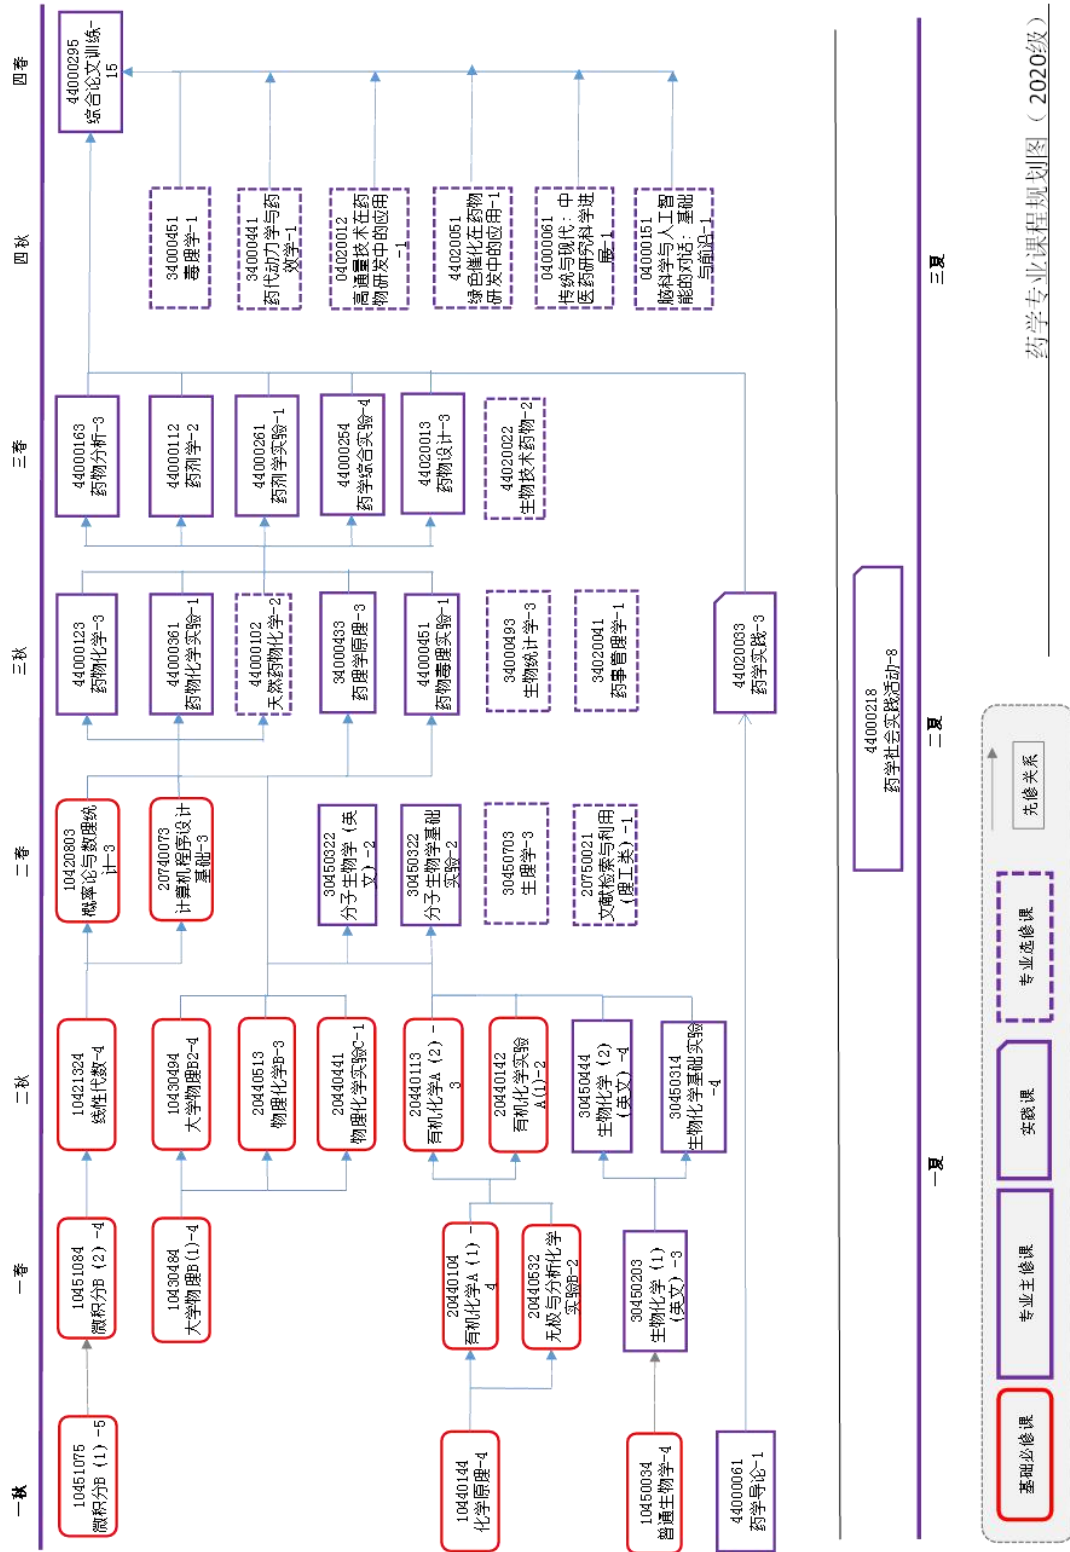 一秋
一春
二秋
二春
三秋
三春
四秋
四春
10451075
微积分B (1) -5
10440144
化学原理-4
10450034
普通生物学-4
44000061
药学导论-1
10451084
微积分B (2) -4
10430484
大学物理B(1)-4
20440104
有机化学A (1) -
4
20440532
无极与分析化学
实验B-2
30450203
生物化学 (1)
(英文) -3
10421324
线性代数-4
10430494
大学物理B2-4
20440513
物理化学B-3
20440441
物理化学实验C-1
20440113
有机化学A (2) -
3
20440142
有机化学实验
A(1)-2
30450444
生物化学 (2)
(英文) -4
30450314
生物化学基础实验
-4
10420803
概率论与数理统
计-3
20740073
计算机程序设计
基础-3
30450322
分子生物学 (英
文) -2
30450322
分子生物学基础
实验-2
30450703
生理学-3
20750021
文献检索与利用
(理工类) -1
44000123
药物化学-3
44000361
药物化学实验-1
44000102
天然药物化学-2
34000433
药理学原理-3
44000451
药物毒理实验-1
34000493
生物统计学-3
34020041
药事管理学-1
44020033
药学实践-3
44000163
药物分析-3
44000112
药剂学-2
44000261
药剂学实验-1
44000254
药学综合实验-4
44020013
药物设计-3
44020022
生物技术药物-2
34000451
毒理学-1
34000441
药代动力学与药
效学-1
04020012
高通量技术在药
物研发中的应用
-1
44020051
绿色催化在药物
研发中的应用-1
04000061
传统与现代：中
医药研究科学进
展-1
04000151
脑科学与人工智
能的对话：基础
与前沿-1
44000295
综合论文训练-
15
44000218
药学社会实践活动-8
一夏
二夏
三夏
基础必修课
专业主修课
实践课
专业选修课
先修关系
药学专业课程规划图（ 2020级）